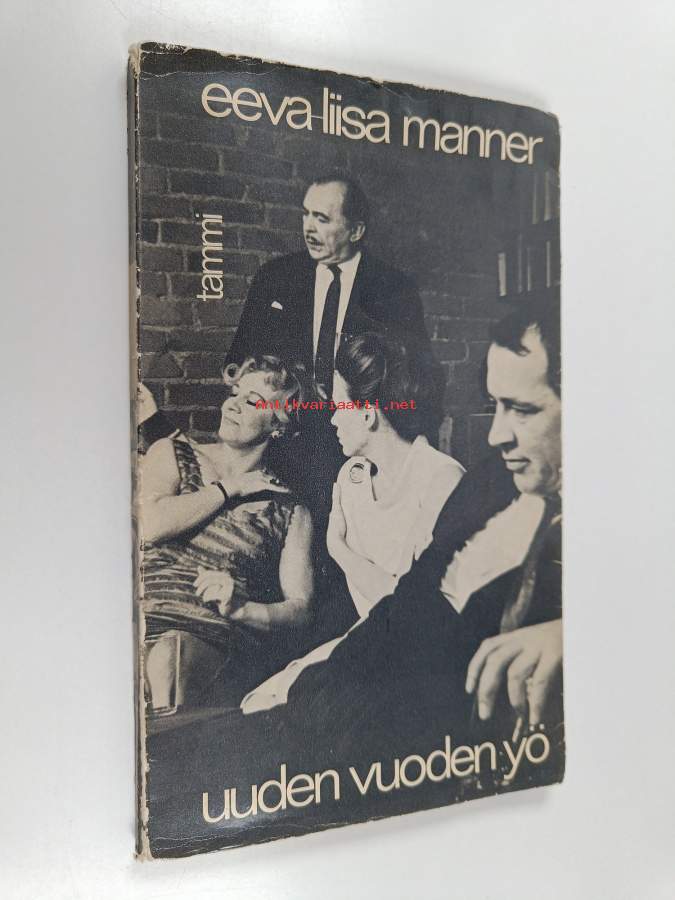 eeva-liisa manner
tammi
Antikvariaatti.net
uuden vuoden yö